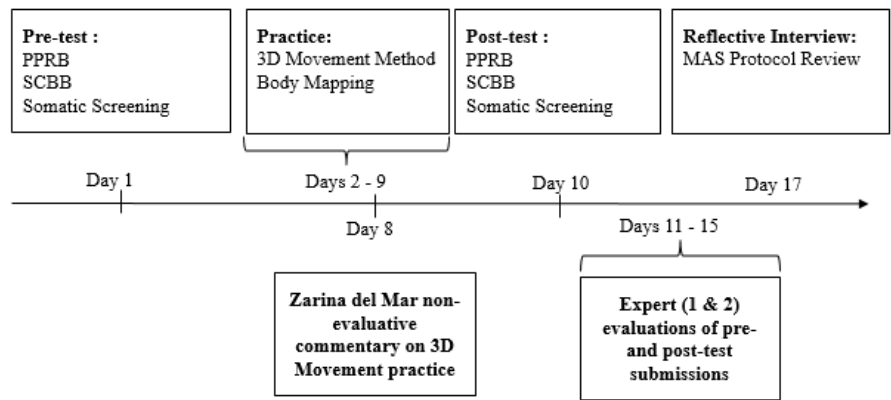 Pre-test :
PPRB
SCBB
Somatic Screening
Practice:
3D Movement Method
Body Mapping
Post-test :
PPRB
SCBB
Somatic Screening
Reflective Interview:
MAS Protocol Review
Day 1
Days 2 - 9
Day 10
Day 17
Day 8
Days 11 - 15
Zarina del Mar non-
evaluative
commentary on 3D
Movement practice
Expert (1 & 2)
evaluations of pre-
and post-test
submissions